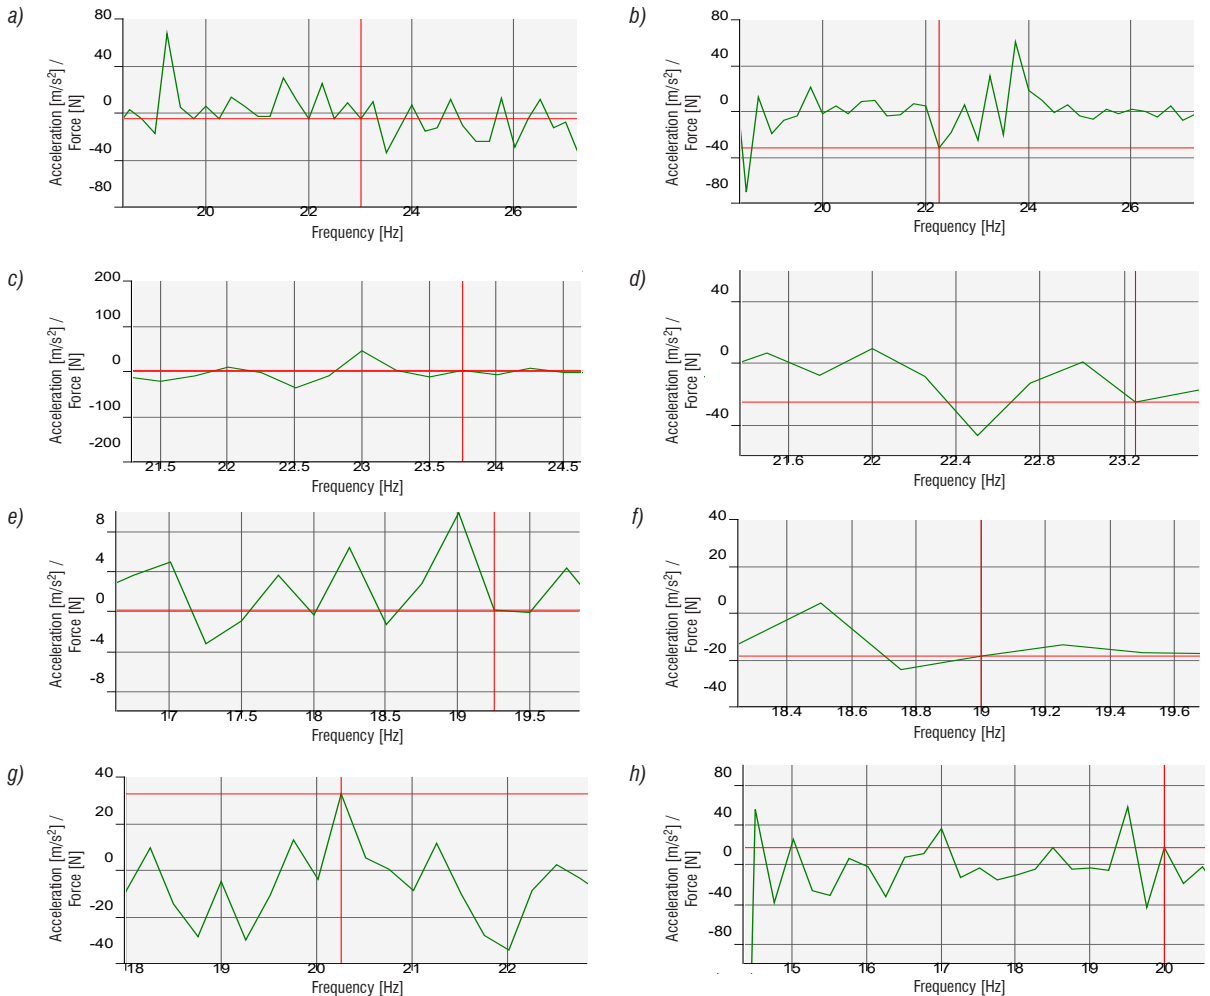 a)
80
40
0
-40
-80
Acceleration [m/s²] /
Force [N]
20 22 24 26
Frequency [Hz]
b)
80
40
0
-40
-80
Acceleration [m/s²] /
Force [N]
20 22 24 26
Frequency [Hz]
c)
200
100
0
-100
-200
Acceleration [m/s²] /
Force [N]
21.5 22 22.5 23 23.5 24 24.5
Frequency [Hz]
d)
40
0
-40
Acceleration [m/s²] /
Force [N]
21.6 22 22.4 22.8 23.2
Frequency [Hz]
e)
8
4
0
-4
-8
Acceleration [m/s²] /
Force [N]
17 17.5 18 18.5 19 19.5
Frequency [Hz]
f)
40
20
0
-20
-40
Acceleration [m/s²] /
Force [N]
18.4 18.6 18.8 19 19.2 19.4 19.6
Frequency [Hz]
g)
40
20
0
-20
-40
Acceleration [m/s²] /
Force [N]
18 19 20 21 22
Frequency [Hz]
h)
80
40
0
-40
-80
Acceleration [m/s²] /
Force [N]
15 16 17 18 19 20
Frequency [Hz]